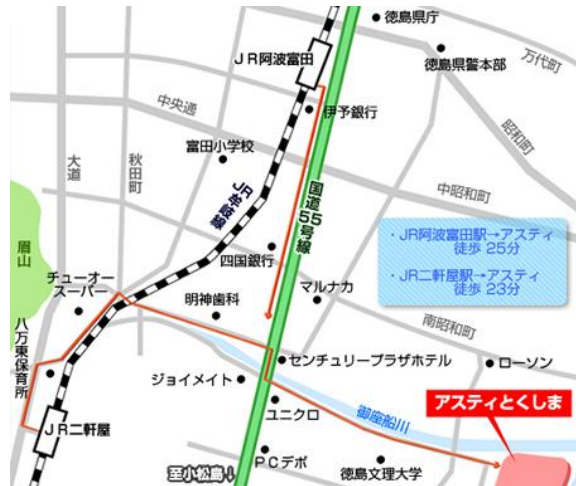 徳島県庁
JR阿波富田
徳島県警本部
万代町
中央通
伊予銀行
昭和町
大道
秋田町
富田小学校
JR牟岐線
国道55号線
中昭和町
・JR阿波富田駅→アスティ
徒歩 25分
・JR二軒屋駅→アスティ
徒歩 23分
眉山
四国銀行
チューオー
スーパー
明神歯科
マルナカ
南昭和町
八万東保育所
センチュリープラザホテル
ローソン
ジョイメイト
ユニクロ
御座船川
アスティとくしま
JR二軒屋
至小松島↓
PCデポ
徳島文理大学